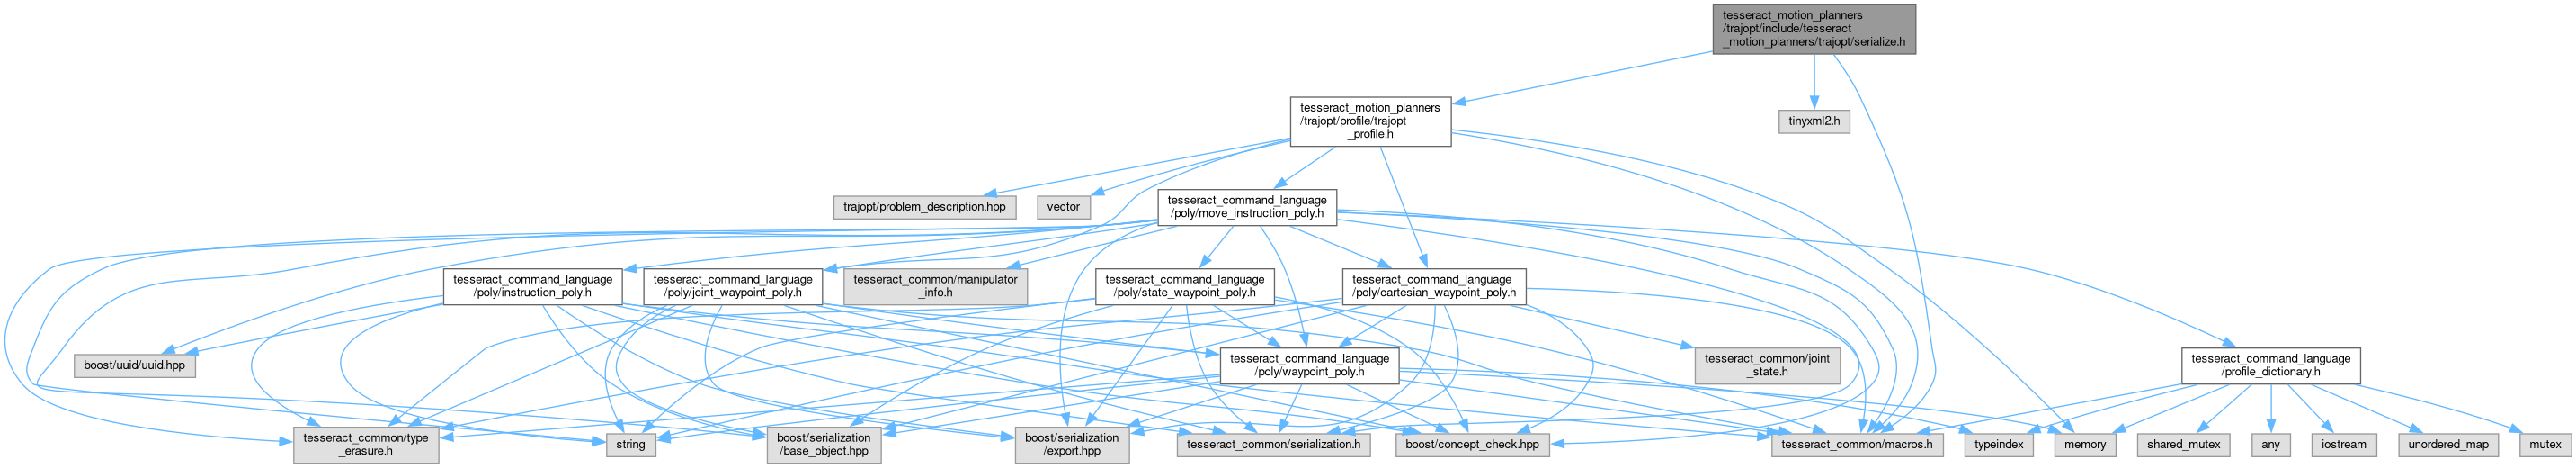 tesseract_motion_planners
/trajopt/include/tesseract
_motion_planners/trajopt/serialize.h
tesseract_motion_planners
/trajopt/profile/trajopt
_profile.h
tinyxml2.h
trajopt/problem_description.hpp
vector
tesseract_command_language
/poly/move_instruction_poly.h
tesseract_command_language
/poly/instruction_poly.h
tesseract_command_language
/poly/joint_waypoint_poly.h
tesseract_common/manipulator
_info.h
tesseract_command_language
/poly/state_waypoint_poly.h
tesseract_command_language
/poly/cartesian_waypoint_poly.h
boost/uuid/uuid.hpp
tesseract_command_language
/poly/waypoint_poly.h
tesseract_common/joint
_state.h
tesseract_command_language
/profile_dictionary.h
tesseract_common/type
_erasure.h
string
boost/serialization
/base_object.hpp
boost/serialization
/export.hpp
tesseract_common/serialization.h
boost/concept_check.hpp
tesseract_common/macros.h
typeindex
memory
shared_mutex
any
iostream
unordered_map
mutex